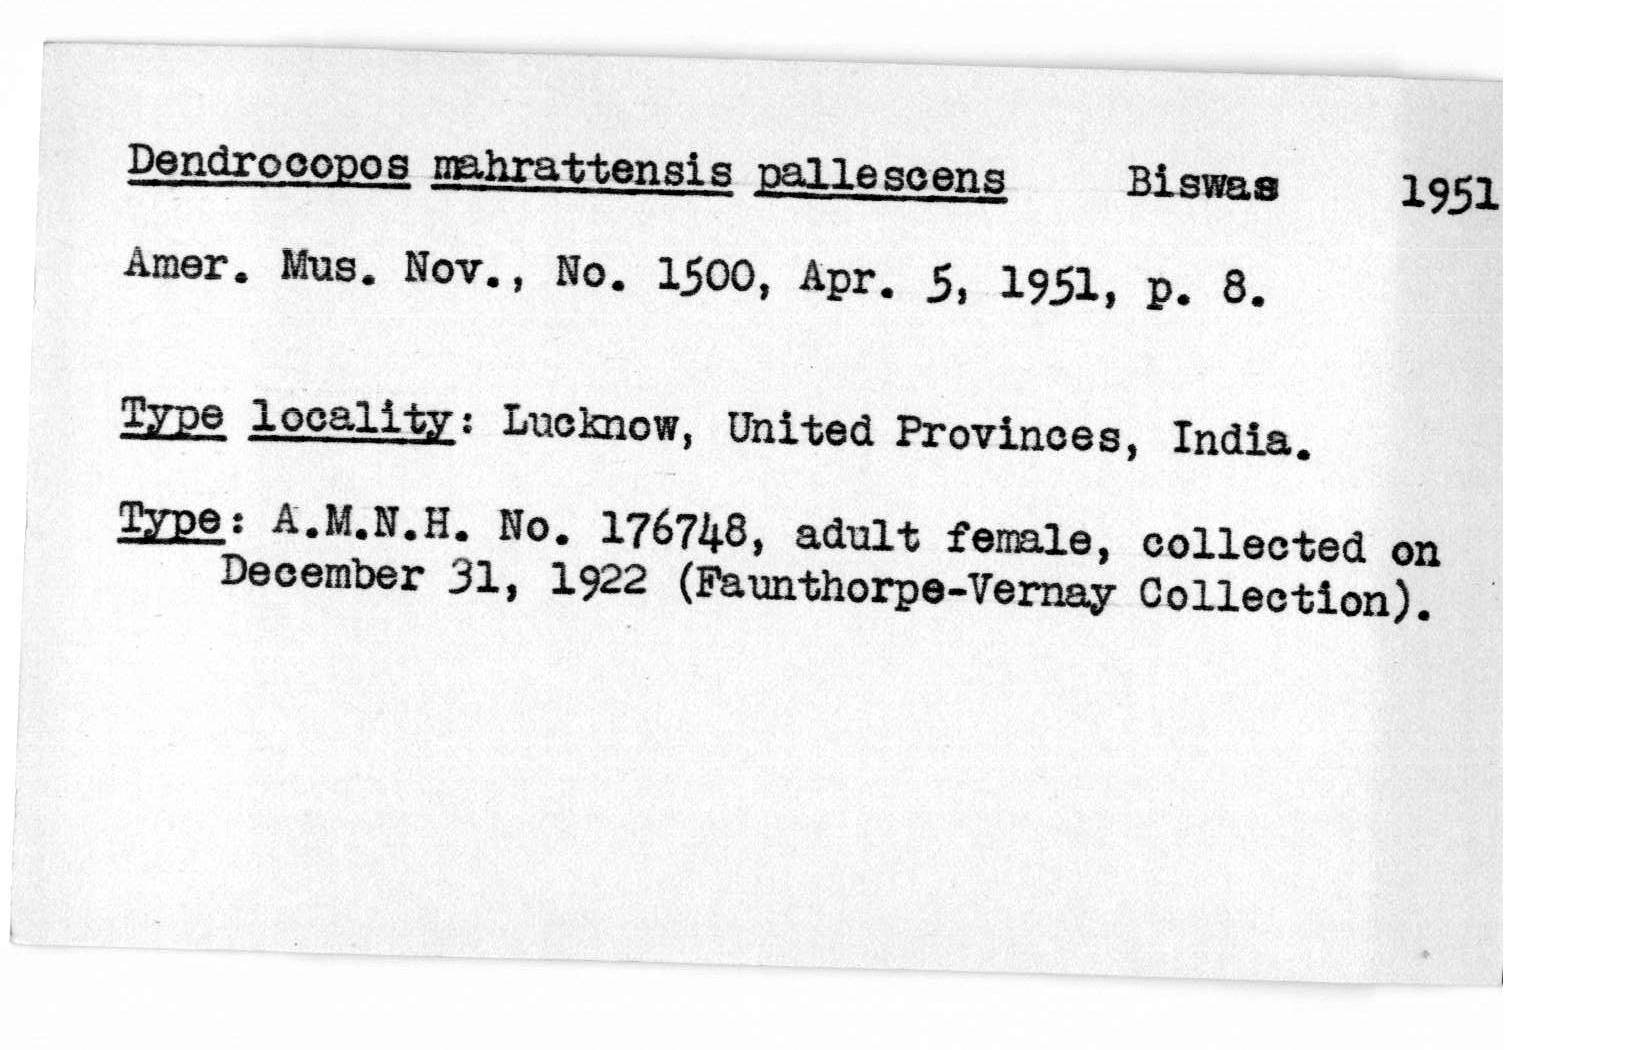 Dendrocopos mahrattensis pallescens Biswas 1951
Amer. Mus. Nov., No. 1500, Apr. 5, 1951, p. 8.
Type locality: Lucknow, United Provinces, India.
Type: A.M.N.H. No. 176748, adult female, collected on
December 31, 1922 (Faunthorpe-Vernay Collection).